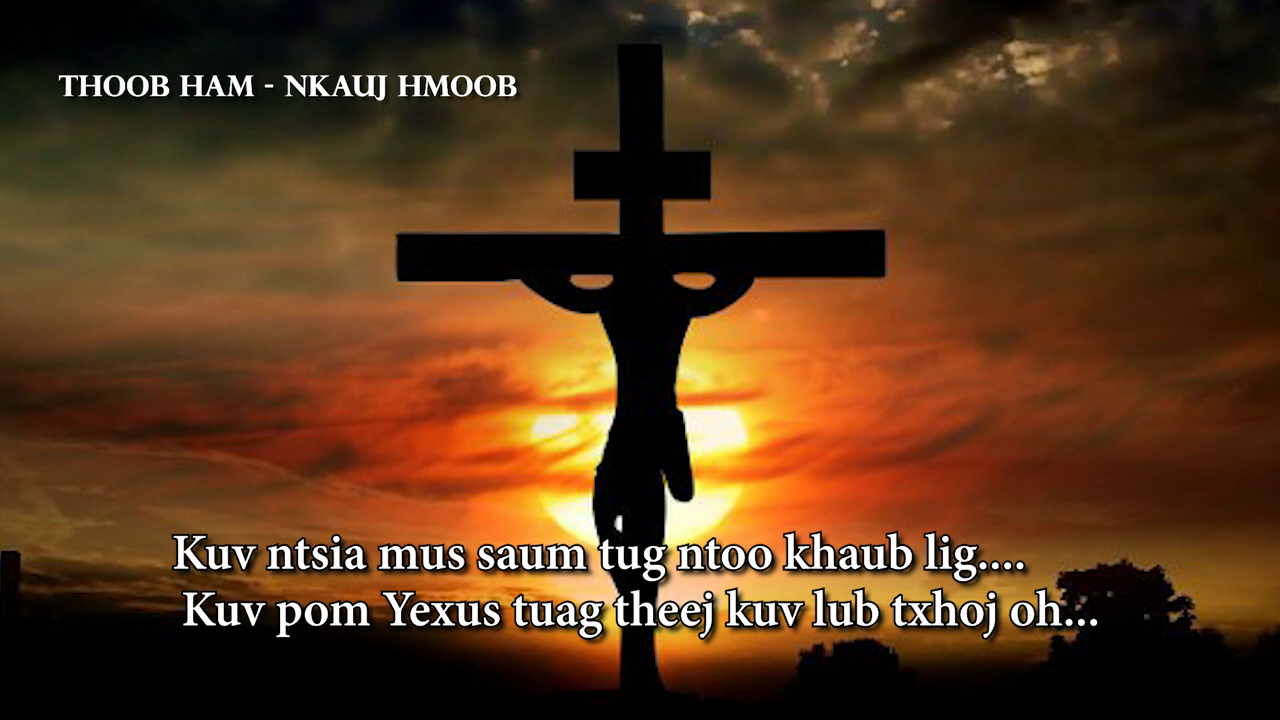 THOOB HAM - NKAUJ HMOOB
Kuv ntsia mus saum tug ntoo khaub lig....
Kuv pom Yexus tuag theej kuv lub txhoj oh...